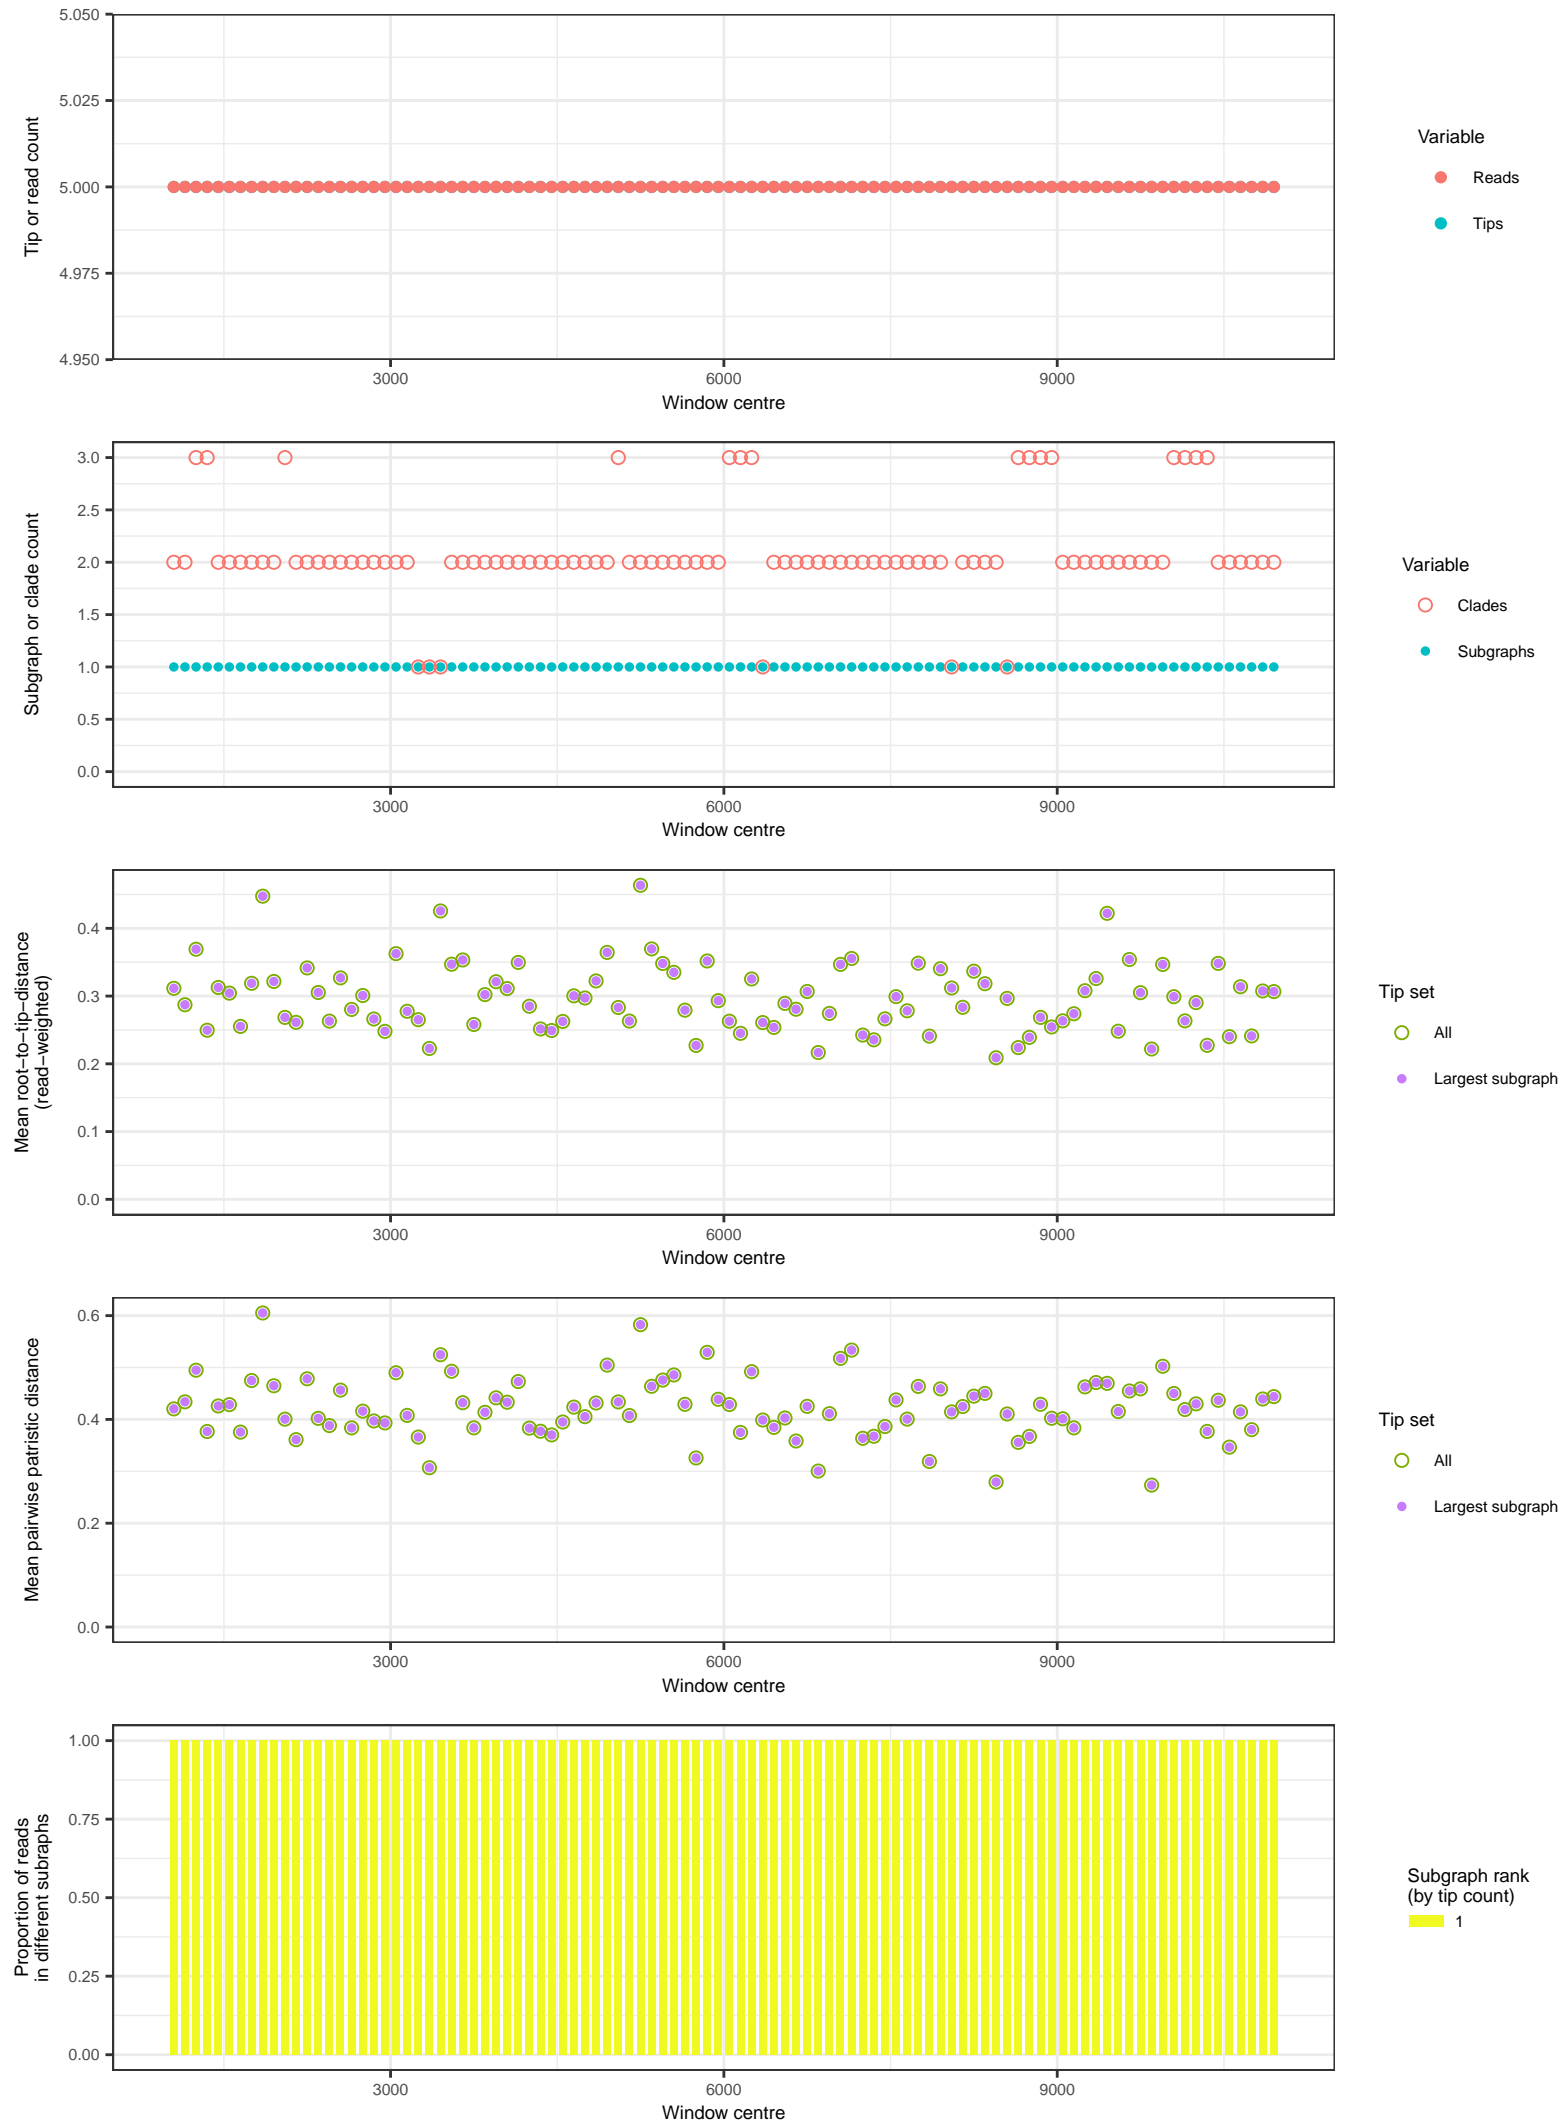 5.050
5.025
5.000
4.975
4.950
Tip or read count
3000 6000 9000
Window centre
Variable
Reads
Tips
3.0
2.5
2.0
1.5
1.0
0.5
0.0
Subgraph or clade count
3000 6000 9000
Window centre
Variable
Clades
Subgraphs
0.4
0.3
0.2
0.1
0.0
Mean root−to−tip−distance
(read−weighted)
3000 6000 9000
Window centre
Tip set
All
Largest subgraph
0.6
0.4
0.2
0.0
Mean pairwise patristic distance
3000 6000 9000
Window centre
Tip set
All
Largest subgraph
1.00
0.75
0.50
0.25
0.00
Proportion of reads
in different subraphs
3000 6000 9000
Window centre
Subgraph rank
(by tip count)
1